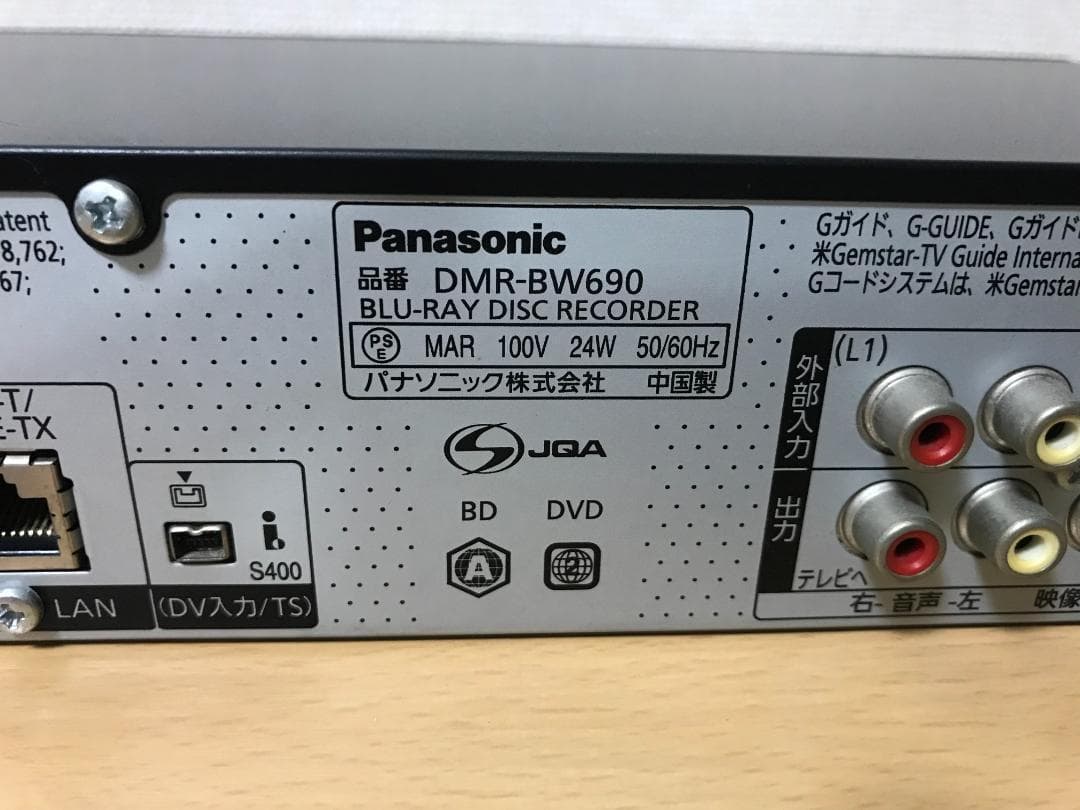 8,762;
67;
Panasonic
品番 DMR-BW690
BLU-RAY DISC RECORDER
PSE MAR 100V 24W 50/60Hz
パナソニック株式会社 中国製
JQA
BD DVD
A 2
Gガイド、G-GUIDE、Gガイド
米Gemstar-TV Guide
Gコードシステムは、米Gemstar
(L1)
外部入力
出力
テレビへ
右-音声-左 映像
-TX
LAN
i
S400
(DV入力/TS)